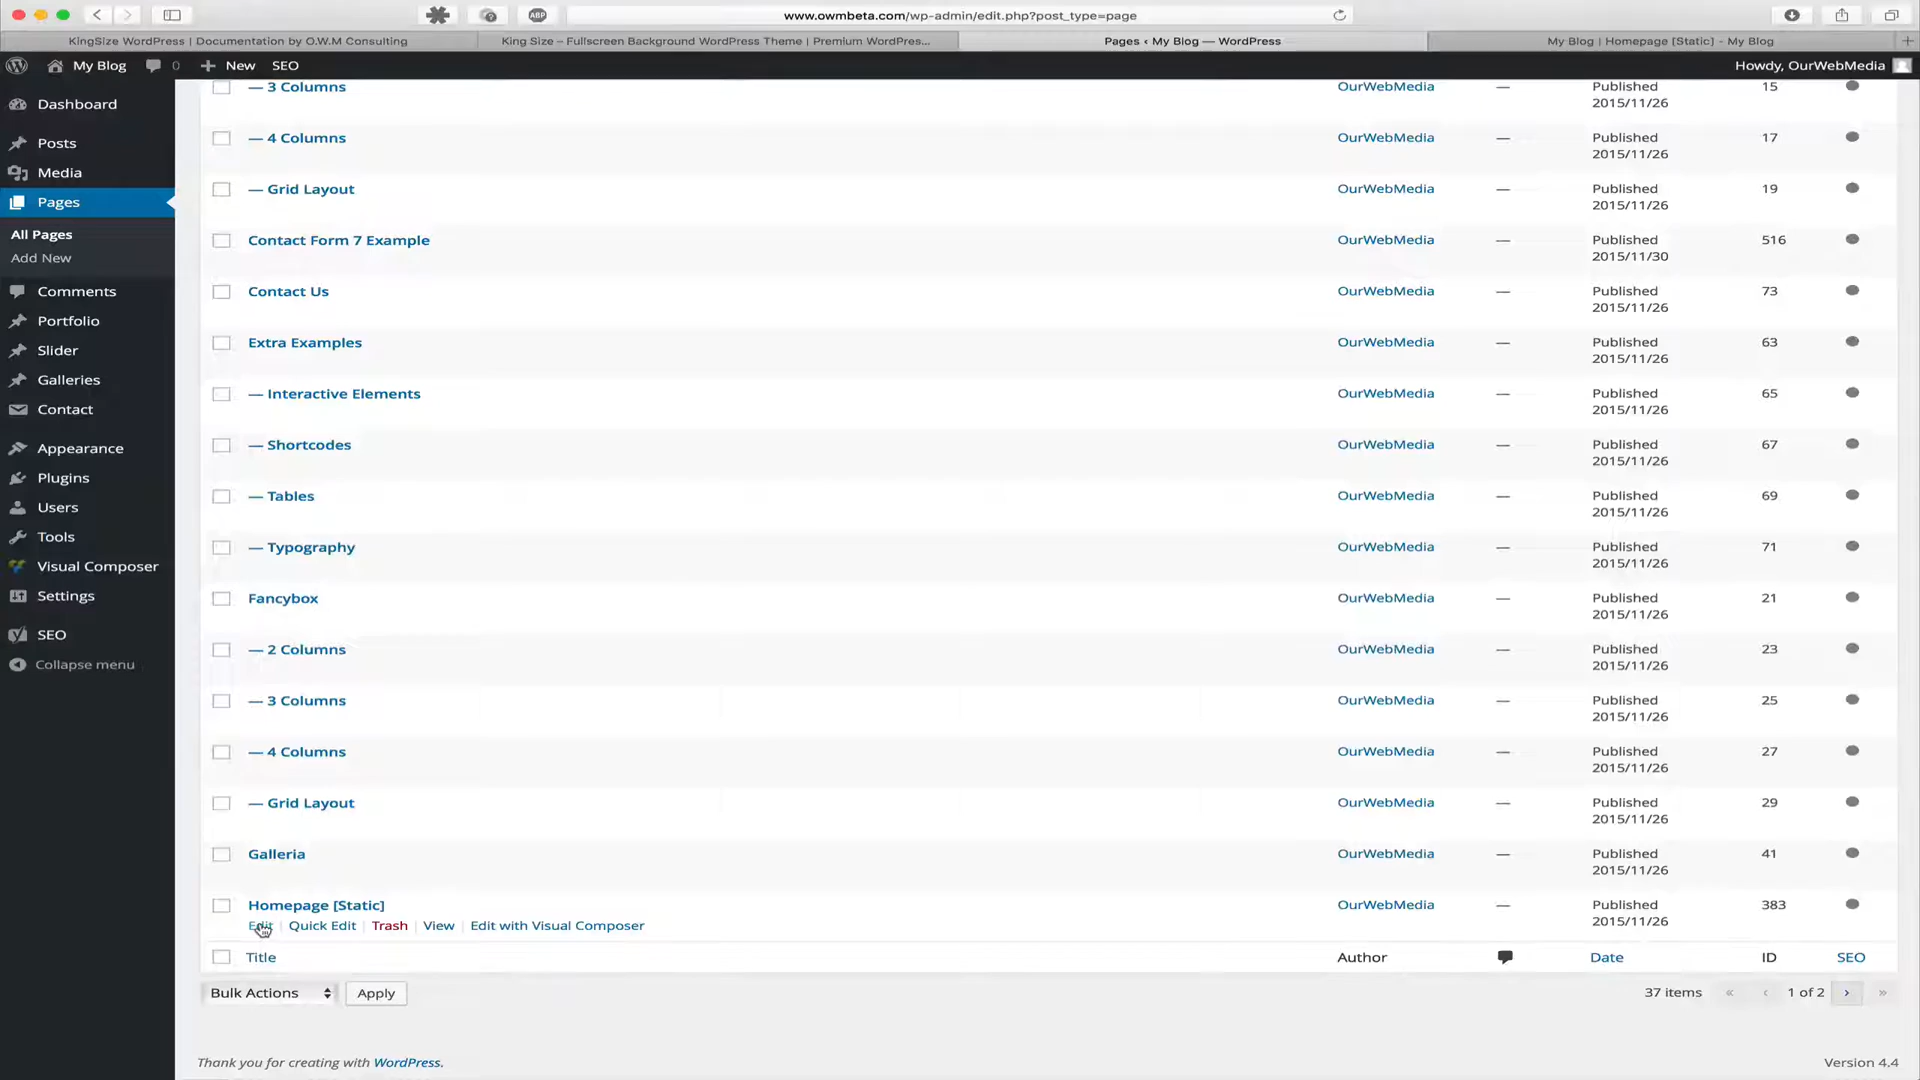 www.owmbeta.com/wp-admin/edit.php?post_type=page
KingSize WordPress | Documentation by O.W.M Consulting
King Size – Fullscreen Background WordPress Theme | Premium WordPres...
Pages ‹ My Blog — WordPress
My Blog | Homepage [Static] - My Blog
My Blog 0 New SEO Howdy, OurWebMedia
Dashboard
Posts
Media
Pages
All Pages
Add New
Comments
Portfolio
Slider
Galleries
Contact
Appearance
Plugins
Users
Tools
Visual Composer
Settings
SEO
Collapse menu
— 3 Columns OurWebMedia — Published 15
2015/11/26
— 4 Columns OurWebMedia — Published 17
2015/11/26
— Grid Layout OurWebMedia — Published 19
2015/11/26
Contact Form 7 Example OurWebMedia — Published 516
2015/11/30
Contact Us OurWebMedia — Published 73
2015/11/26
Extra Examples OurWebMedia — Published 63
2015/11/26
— Interactive Elements OurWebMedia — Published 65
2015/11/26
— Shortcodes OurWebMedia — Published 67
2015/11/26
— Tables OurWebMedia — Published 69
2015/11/26
— Typography OurWebMedia — Published 71
2015/11/26
Fancybox OurWebMedia — Published 21
2015/11/26
— 2 Columns OurWebMedia — Published 23
2015/11/26
— 3 Columns OurWebMedia — Published 25
2015/11/26
— 4 Columns OurWebMedia — Published 27
2015/11/26
— Grid Layout OurWebMedia — Published 29
2015/11/26
Galleria OurWebMedia — Published 41
2015/11/26
Homepage [Static] OurWebMedia — Published 383
2015/11/26
Edit | Quick Edit | Trash | View | Edit with Visual Composer
Title Author Date ID SEO
Bulk Actions Apply 37 items « ‹ 1 of 2 › »
Thank you for creating with WordPress. Version 4.4
ABP